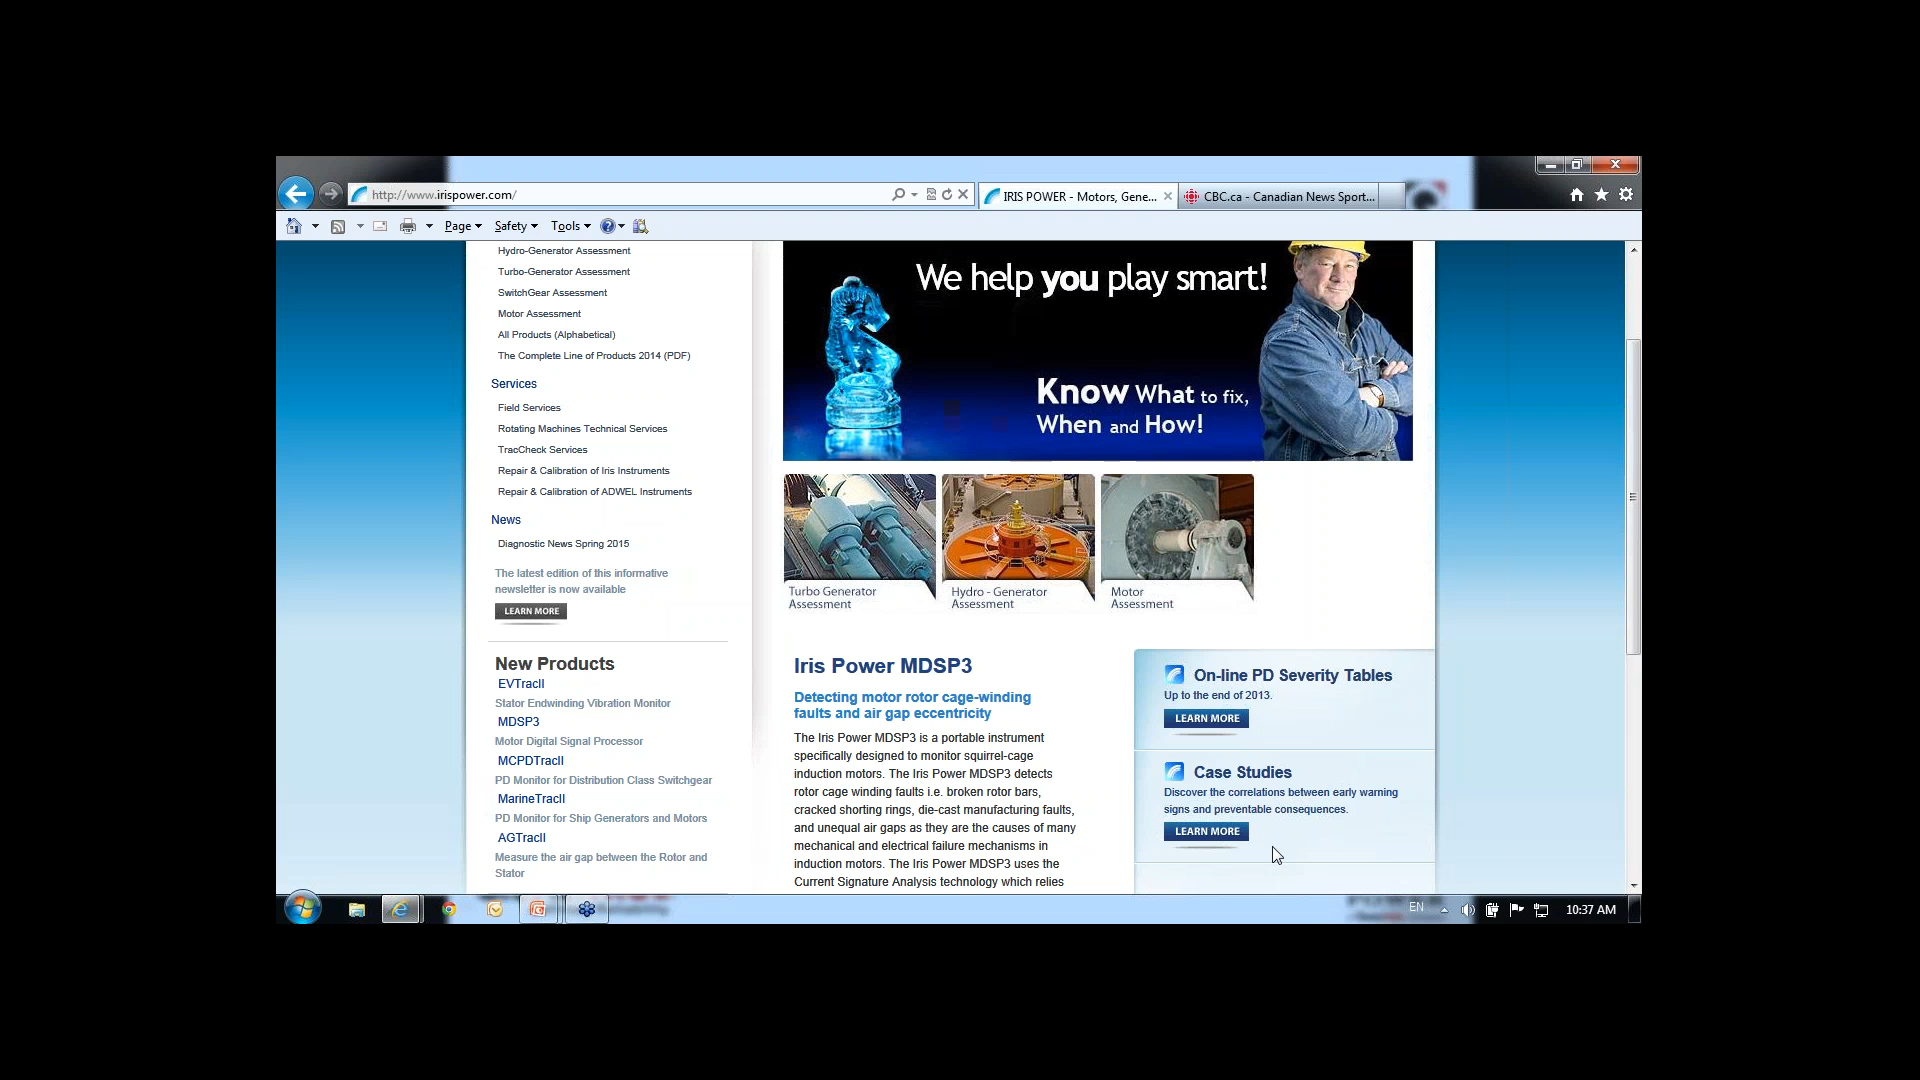 http://www.irispower.com/
IRIS POWER - Motors, Gene...
CBC.ca - Canadian News Sport...
Page
Safety
Tools
Hydro-Generator Assessment
Turbo-Generator Assessment
SwitchGear Assessment
Motor Assessment
All Products (Alphabetical)
The Complete Line of Products 2014 (PDF)
Services
Field Services
Rotating Machines Technical Services
TracCheck Services
Repair & Calibration of Iris Instruments
Repair & Calibration of ADWEL Instruments
News
Diagnostic News Spring 2015
The latest edition of this informative
newsletter is now available
LEARN MORE
New Products
EVTracII
Stator Endwinding Vibration Monitor
MDSP3
Motor Digital Signal Processor
MCPDTracII
PD Monitor for Distribution Class Switchgear
MarineTracII
PD Monitor for Ship Generators and Motors
AGTracII
Measure the air gap between the Rotor and
Stator
We help you play smart!
Know What to fix,
When and How!
Turbo Generator
Assessment
Hydro - Generator
Assessment
Motor
Assessment
Iris Power MDSP3
Detecting motor rotor cage-winding
faults and air gap eccentricity
The Iris Power MDSP3 is a portable instrument
specifically designed to monitor squirrel-cage
induction motors. The Iris Power MDSP3 detects
rotor cage winding faults i.e. broken rotor bars,
cracked shorting rings, die-cast manufacturing faults,
and unequal air gaps as they are the causes of many
mechanical and electrical failure mechanisms in
induction motors. The Iris Power MDSP3 uses the
Current Signature Analysis technology which relies
On-line PD Severity Tables
Up to the end of 2013.
LEARN MORE
Case Studies
Discover the correlations between early warning
signs and preventable consequences.
LEARN MORE
EN
10:37 AM